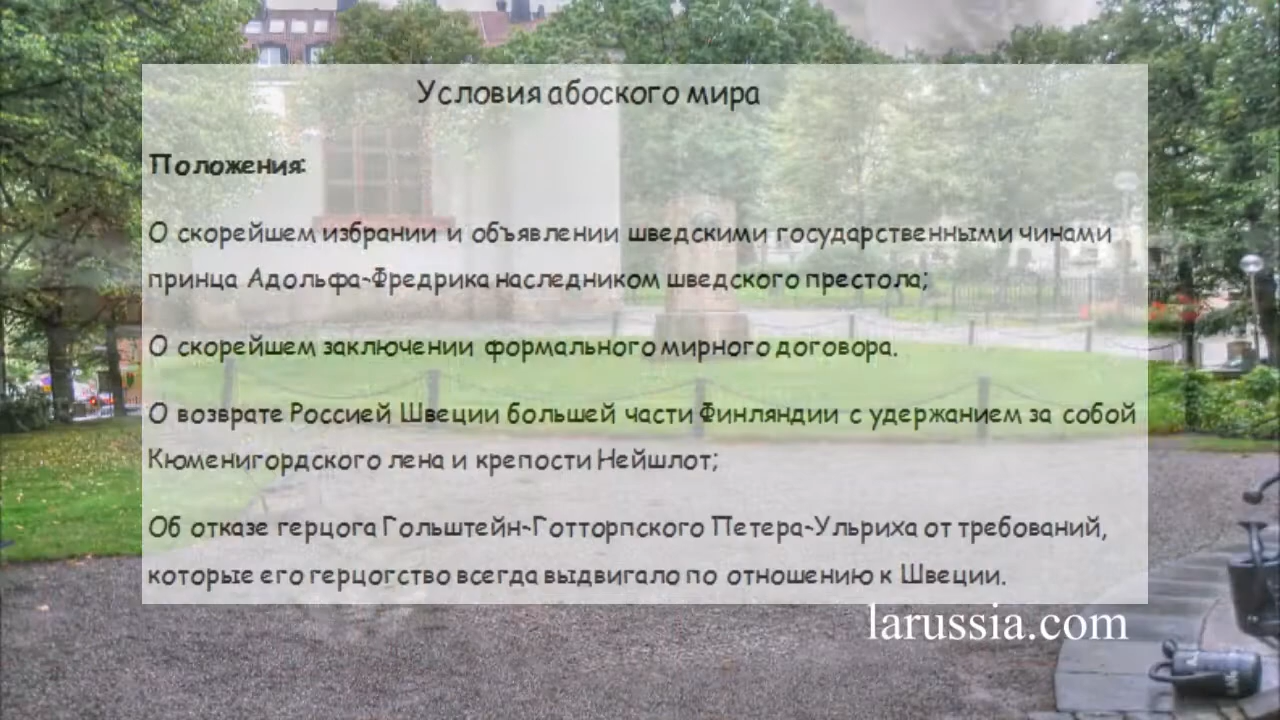 Условия абоского мира
Положения:
О скорейшем избрании и объявлении шведскими государственными чинами
принца Адольфа-Фредрика наследником шведского престола;
О скорейшем заключении формального мирного договора.
О возврате Россией Швеции большей части Финляндии с удержанием за собой
Кюменигордского лена и крепости Нейшлот;
Об отказе герцога Гольштейн-Готторпского Петера-Ульриха от требований,
которые его герцогство всегда выдвигало по отношению к Швеции.
larussia.com